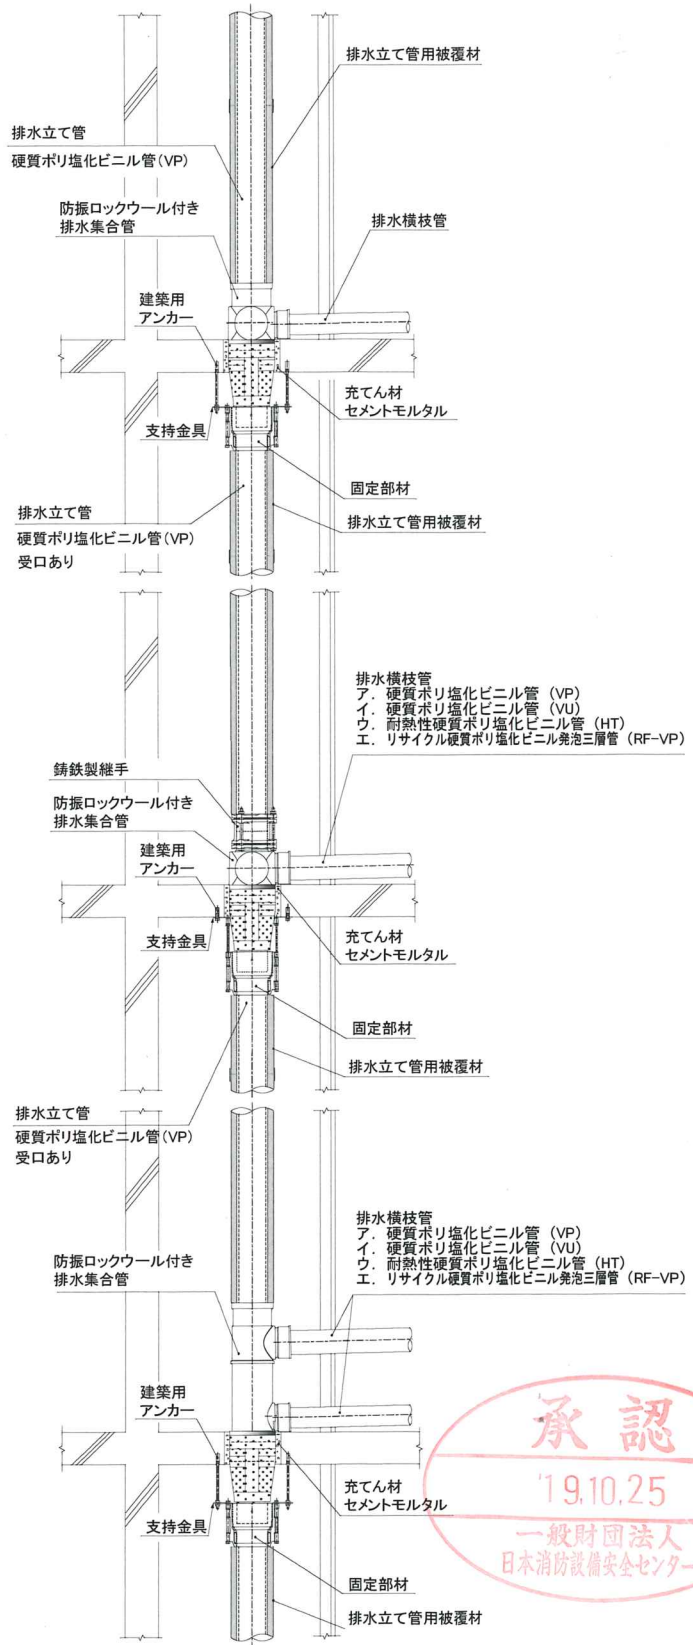 排水立て管用被覆材
排水立て管
硬質ポリ塩化ビニル管(VP)
防振ロックウール付き
排水集合管
排水横枝管
建築用
アンカー
充てん材
セメントモルタル
支持金具
固定部材
排水立て管
硬質ポリ塩化ビニル管(VP)
受口あり
排水立て管用被覆材
排水横枝管
ア. 硬質ポリ塩化ビニル管 (VP)
イ. 硬質ポリ塩化ビニル管 (VU)
ウ. 耐熱性硬質ポリ塩化ビニル管 (HT)
エ. リサイクル硬質ポリ塩化ビニル発泡三層管 (RF-VP)
鋳鉄製継手
防振ロックウール付き
排水集合管
建築用
アンカー
支持金具
充てん材
セメントモルタル
固定部材
排水立て管用被覆材
排水立て管
硬質ポリ塩化ビニル管(VP)
受口あり
排水横枝管
ア. 硬質ポリ塩化ビニル管 (VP)
イ. 硬質ポリ塩化ビニル管 (VU)
ウ. 耐熱性硬質ポリ塩化ビニル管 (HT)
エ. リサイクル硬質ポリ塩化ビニル発泡三層管 (RF-VP)
防振ロックウール付き
排水集合管
建築用
アンカー
充てん材
セメントモルタル
支持金具
固定部材
排水立て管用被覆材
承認
'19.10.25
一般財団法人
日本消防設備安全センター